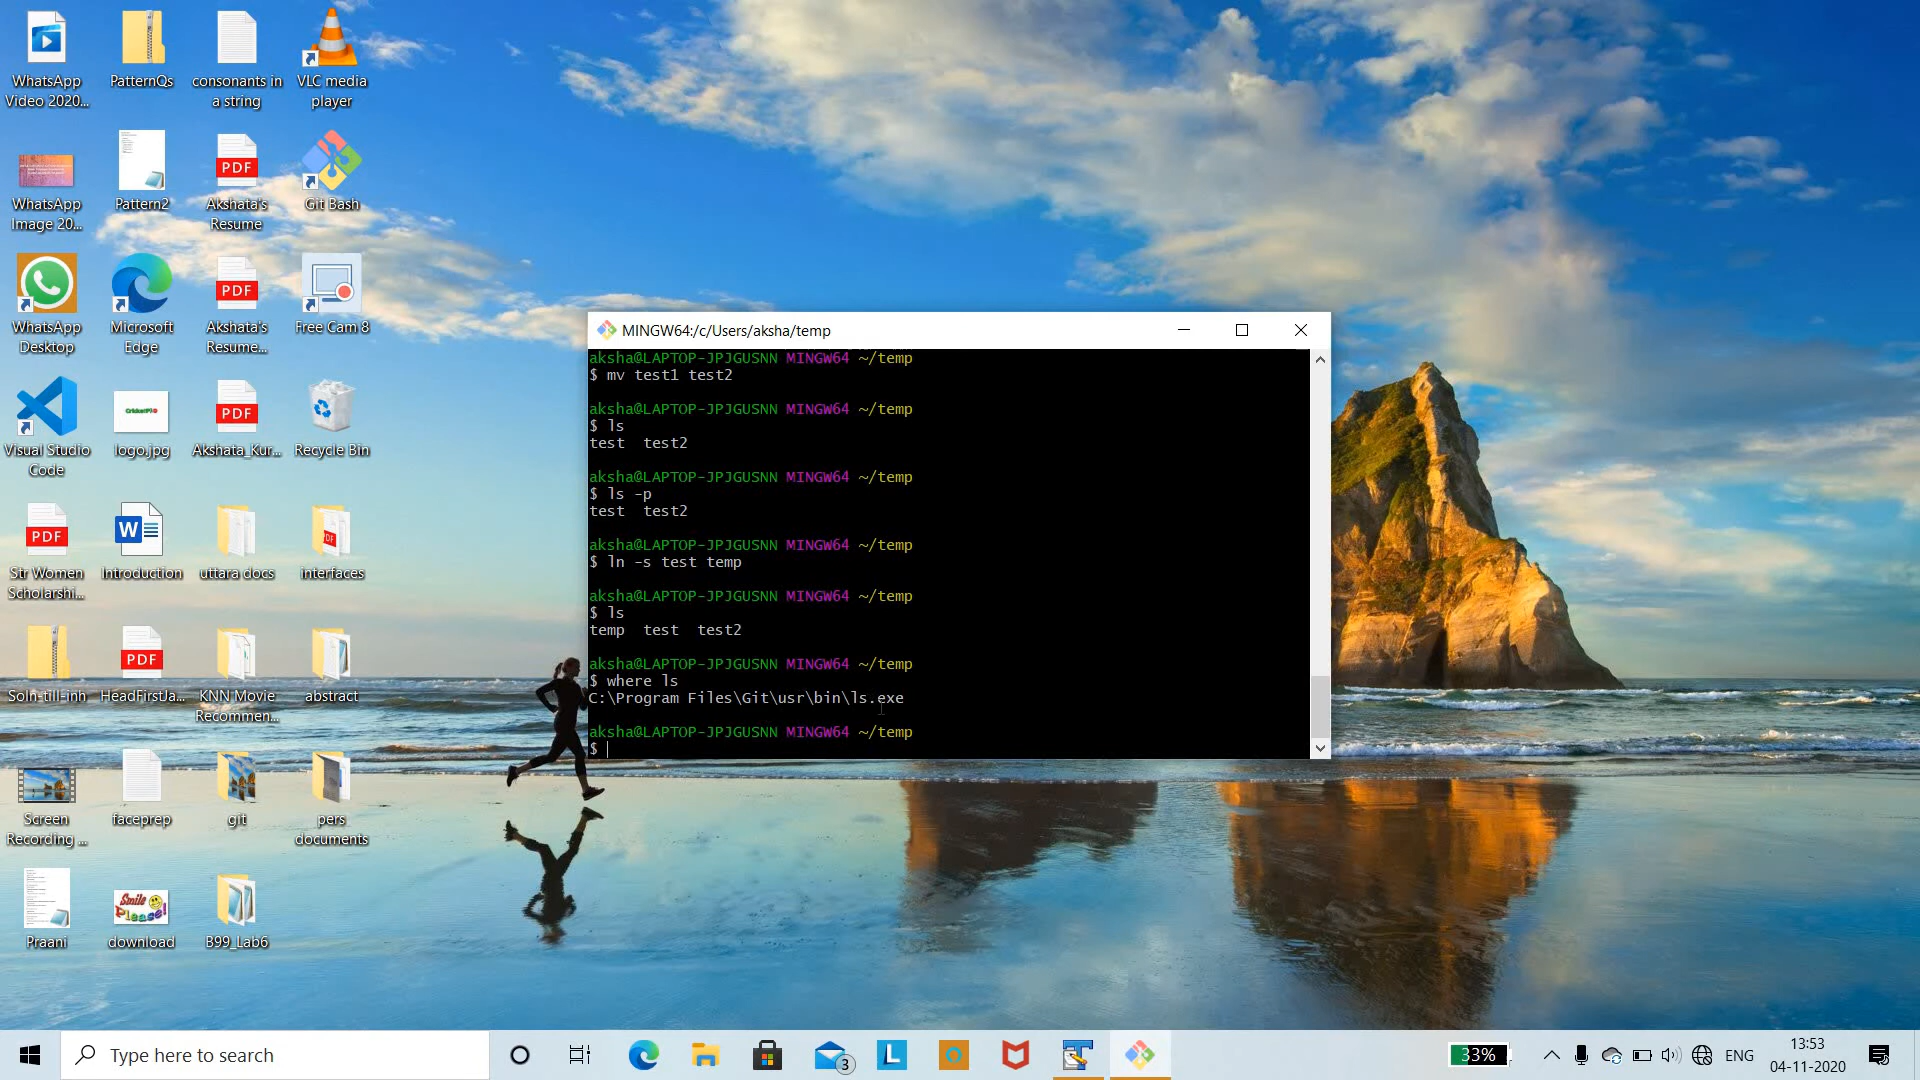 WhatsApp
Video 2020...
PatternQs
consonants in
a string
VLC media
player
WhatsApp
Image 20...
Pattern2
PDF
Akshata's
Resume
Git Bash
WhatsApp
Desktop
Microsoft
Edge
PDF
Akshata's
Resume...
Free Cam 8
Visual Studio
Code
logo.jpg
PDF
Akshata_Kur...
Recycle Bin
PDF
Str Women
Scholarshi...
W
Introduction
uttara docs
interfaces
Soln-till-inh
PDF
HeadFirstJa...
KNN Movie
Recommen...
abstract
Screen
Recording ...
faceprep
git
pers
documents
Praani
Smile
Please!
download
B99_Lab6
MINGW64:/c/Users/aksha/temp
aksha@LAPTOP-JPJGUSNN MINGW64 ~/temp
$ mv test1 test2
aksha@LAPTOP-JPJGUSNN MINGW64 ~/temp
$ ls
test  test2
aksha@LAPTOP-JPJGUSNN MINGW64 ~/temp
$ ls -p
test  test2
aksha@LAPTOP-JPJGUSNN MINGW64 ~/temp
$ ln -s test temp
aksha@LAPTOP-JPJGUSNN MINGW64 ~/temp
$ ls
temp  test  test2
aksha@LAPTOP-JPJGUSNN MINGW64 ~/temp
$ where ls
C:\Program Files\Git\usr\bin\ls.exe
aksha@LAPTOP-JPJGUSNN MINGW64 ~/temp
$
Type here to search
3
L
33%
ENG
13:53
04-11-2020